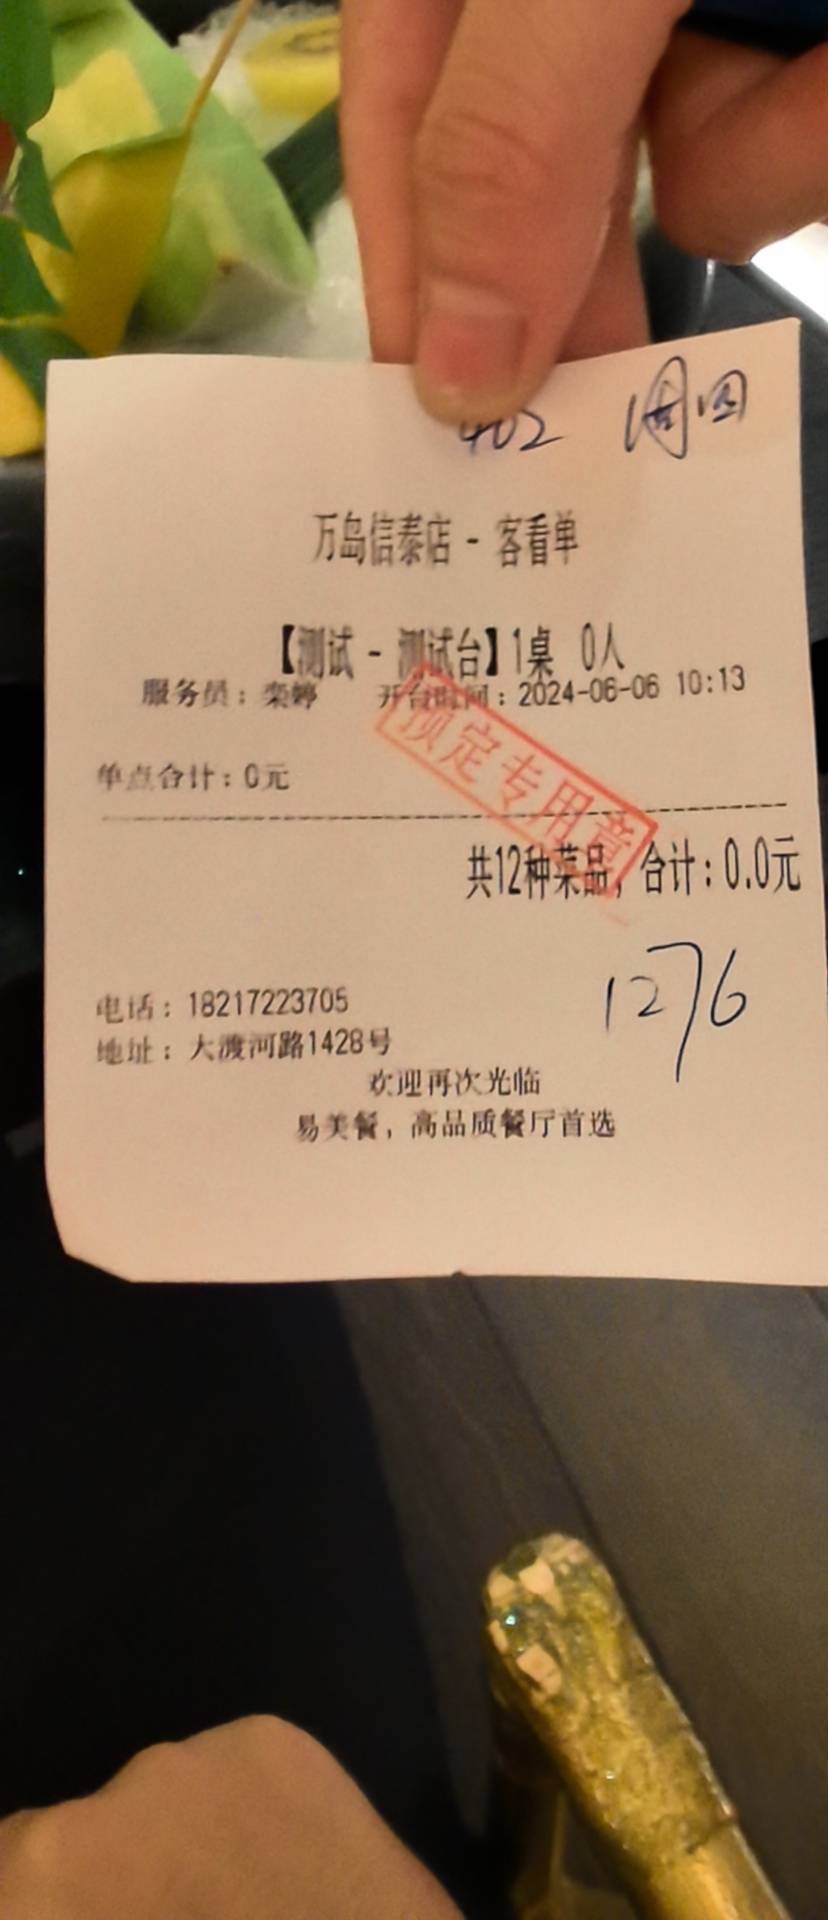 402 周四
万岛信泰店 - 客看单
【测试 - 测试台】1桌 0人
服务员：栾婷 开台时间：2024-06-06 10:13
预定专用章
单点合计：0元
共12种菜品，合计：0.0元
1276
电话：18217223705
地址：大渡河路1428号
欢迎再次光临
易美餐，高品质餐厅首选